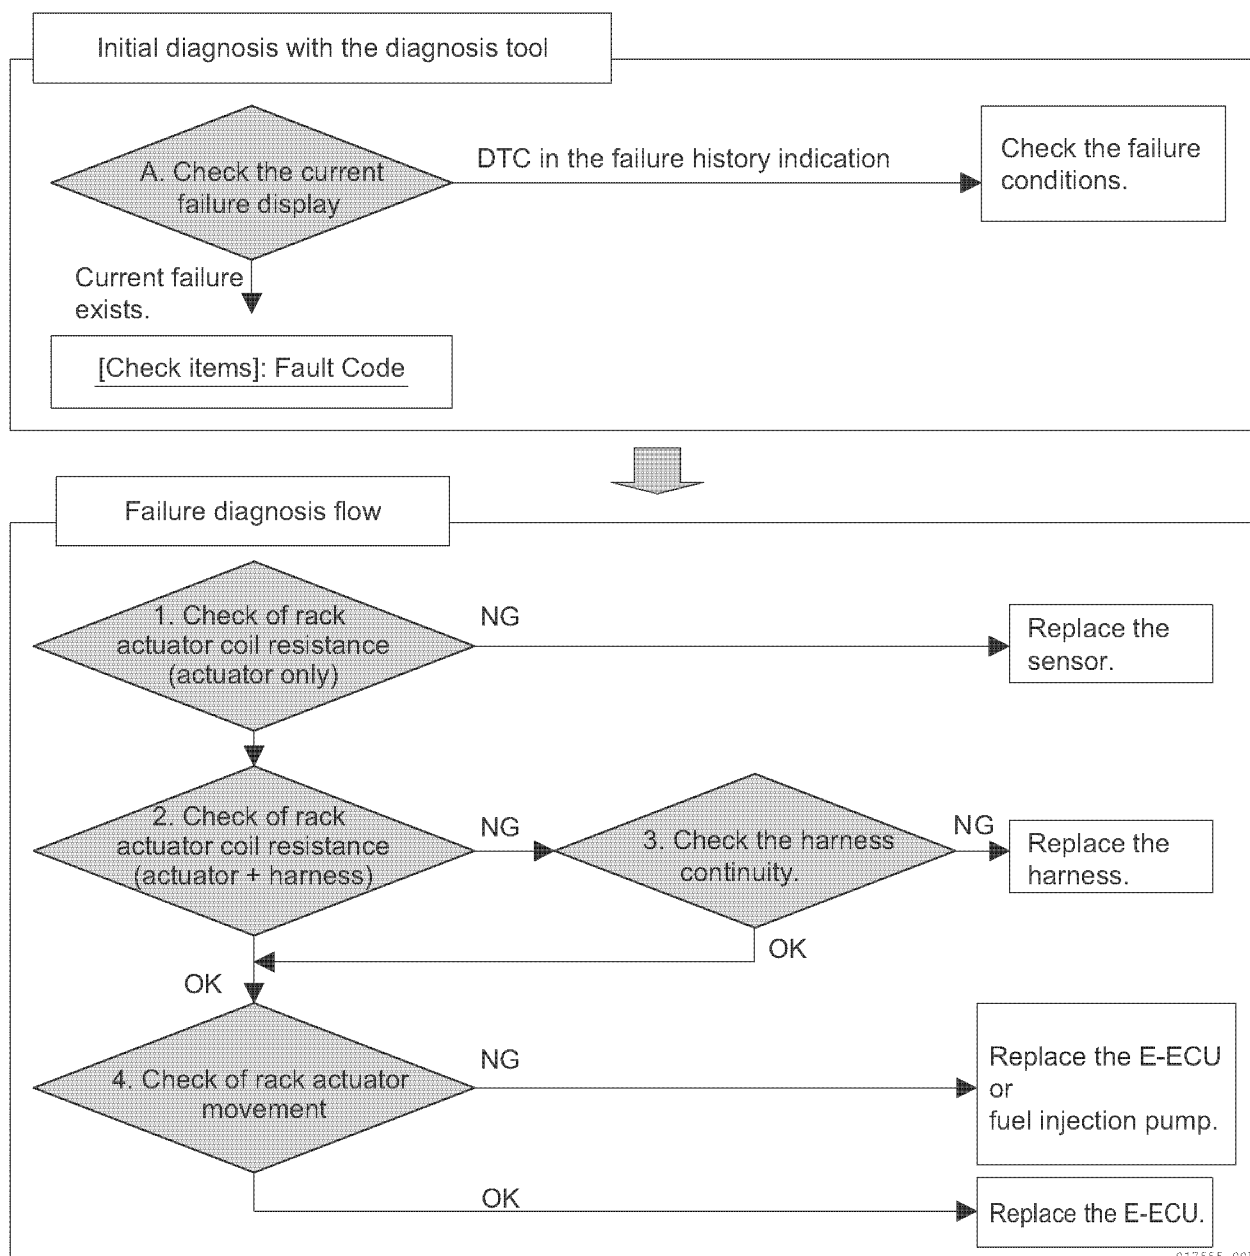 Initial diagnosis with the diagnosis tool
A. Check the current
failure display
DTC in the failure history indication
Check the failure
conditions.
Current failure
exists.
[Check items]: Fault Code
Failure diagnosis flow
1. Check of rack
actuator coil resistance
(actuator only)
NG
Replace the
sensor.
2. Check of rack
actuator coil resistance
(actuator + harness)
NG
3. Check the harness
continuity.
NG
Replace the
harness.
OK
OK
4. Check of rack actuator
movement
NG
Replace the E-ECU
or
fuel injection pump.
OK
Replace the E-ECU.